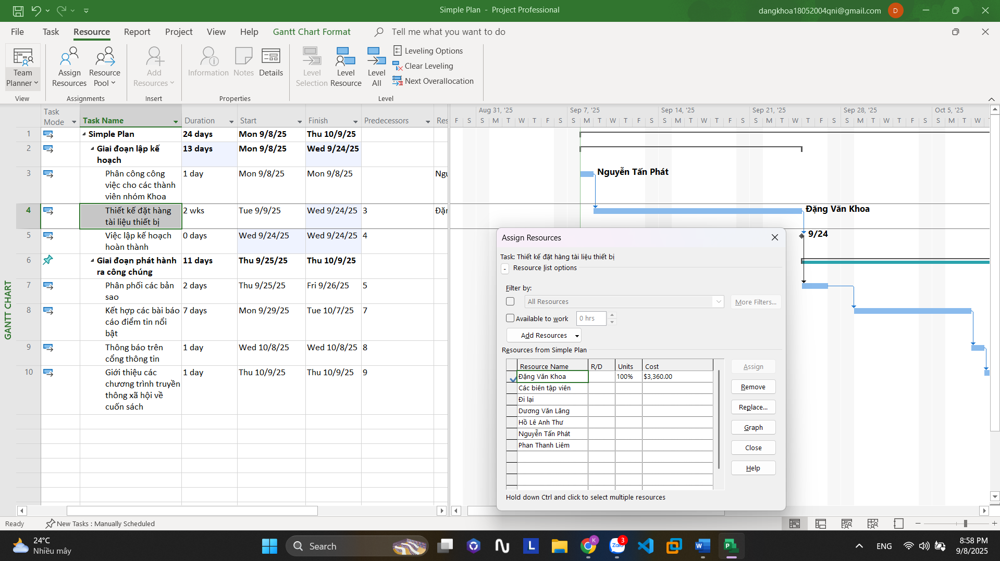 Simple Plan - Project Professional
dangkhoa18052004qni@gmail.com D
File Task Resource Report Project View Help Gantt Chart Format Tell me what you want to do
Team Planner
Assign Resources
Resource Pool
Add Resources
Information
Notes
Details
Level Selection
Level Resource
Level All
Leveling Options
Clear Leveling
Next Overallocation
View Assignments Insert Properties Level
Task Mode Task Name Duration Start Finish Predecessors Res
Aug 31, '25 Sep 7, '25 Sep 14, '25 Sep 21, '25 Sep 28, '25 Oct 5, '25
F S S M T W T F S S M T W T F S S M T W T F S S M T W T F S S M T W T F S S M T W
GANTT CHART
1 Simple Plan 24 days Mon 9/8/25 Thu 10/9/25
2 Giai đoạn lập kế hoạch 13 days Mon 9/8/25 Wed 9/24/25
3 Phân công công việc cho các thành viên nhóm Khoa 1 day Mon 9/8/25 Mon 9/8/25 Ngu
4 Thiết kế đặt hàng tài liệu thiết bị 2 wks Tue 9/9/25 Wed 9/24/25 3 Đặn
5 Việc lập kế hoạch hoàn thành 0 days Wed 9/24/25 Wed 9/24/25 4
6 Giai đoạn phát hành ra công chúng 11 days Thu 9/25/25 Thu 10/9/25
7 Phân phối các bản sao 2 days Thu 9/25/25 Fri 9/26/25 5
8 Kết hợp các bài báo cáo điểm tin nổi bật 7 days Mon 9/29/25 Tue 10/7/25 7
9 Thông báo trên cổng thông tin 1 day Wed 10/8/25 Wed 10/8/25 8
10 Giới thiệu các chương trình truyền thông xã hội về cuốn sách 1 day Thu 10/9/25 Thu 10/9/25 9
Nguyễn Tấn Phát
Đặng Văn Khoa
9/24
Assign Resources
Task: Thiết kế đặt hàng tài liệu thiết bị
- Resource list options
Filter by:
All Resources More Filters...
Available to work 0 hrs
Add Resources
Resources from Simple Plan
Resource Name R/D Units Cost
Đặng Văn Khoa 100% $3,360.00
Các biên tập viên
Đi lại
Dương Văn Lăng
Hồ Lê Anh Thư
Nguyễn Tấn Phát
Phan Thanh Liêm
Assign
Remove
Replace...
Graph
Close
Help
Hold down Ctrl and click to select multiple resources
Ready New Tasks : Manually Scheduled
24°C
Nhiều mây
Search
L
K
Zalo
3
W
P
ENG
8:58 PM
9/8/2025